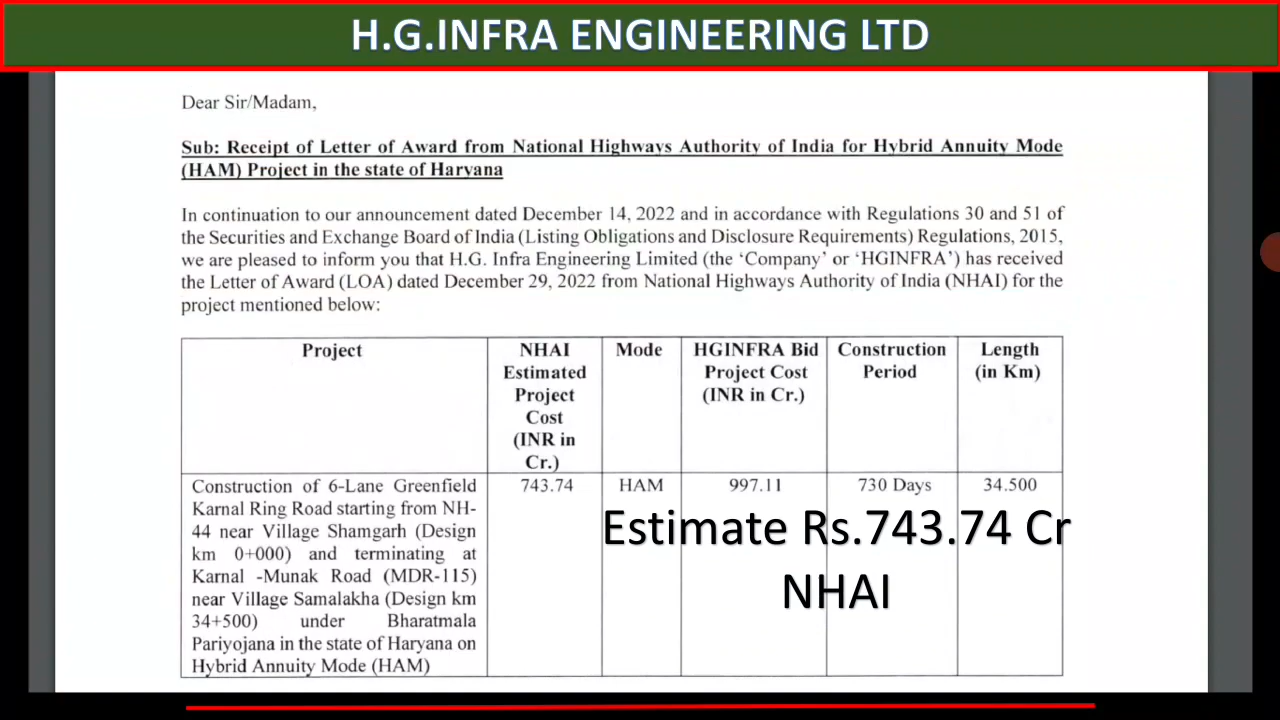 H.G.INFRA ENGINEERING LTD
Dear Sir/Madam,
Sub: Receipt of Letter of Award from National Highways Authority of India for Hybrid Annuity Mode
(HAM) Project in the state of Haryana
In continuation to our announcement dated December 14, 2022 and in accordance with Regulations 30 and 51 of
the Securities and Exchange Board of India (Listing Obligations and Disclosure Requirements) Regulations, 2015,
we are pleased to inform you that H.G. Infra Engineering Limited (the 'Company' or 'HGINFRA') has received
the Letter of Award (LOA) dated December 29, 2022 from National Highways Authority of India (NHAI) for the
project mentioned below:
Project
NHAI
Estimated
Project
Cost
(INR in
Cr.)
Mode
HGINFRA Bid
Project Cost
(INR in Cr.)
Construction
Period
Length
(in Km)
Construction of 6-Lane Greenfield
Karnal Ring Road starting from NH-
44 near Village Shamgarh (Design
km 0+000) and terminating at
Karnal -Munak Road (MDR-115)
near Village Samalakha (Design km
34+500) under Bharatmala
Pariyojana in the state of Haryana on
Hybrid Annuity Mode (HAM)
743.74
HAM
997.11
730 Days
34.500
Estimate Rs.743.74 Cr
NHAI